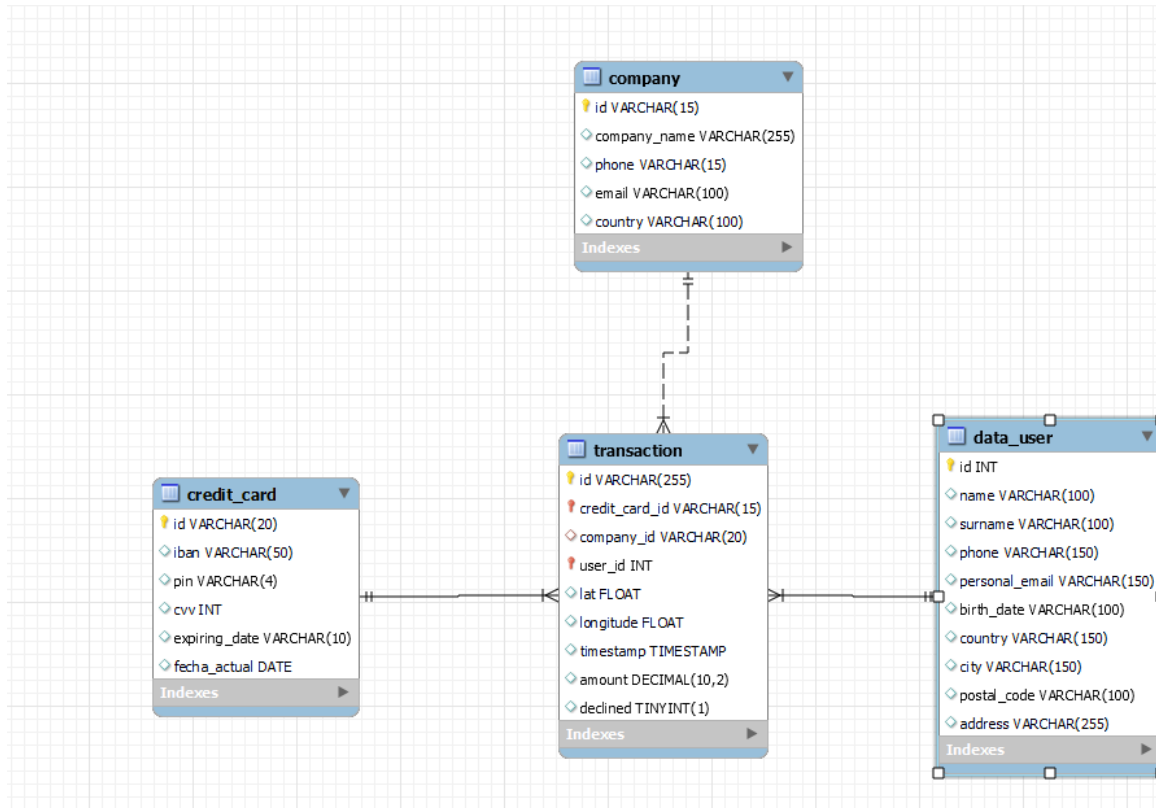 company
id VARCHAR(15)
company_name VARCHAR(255)
phone VARCHAR(15)
email VARCHAR(100)
country VARCHAR(100)
Indexes
credit_card
id VARCHAR(20)
iban VARCHAR(50)
pin VARCHAR(4)
cvv INT
expiring_date VARCHAR(10)
fecha_actual DATE
Indexes
transaction
id VARCHAR(255)
credit_card_id VARCHAR(15)
company_id VARCHAR(20)
user_id INT
lat FLOAT
longitude FLOAT
timestamp TIMESTAMP
amount DECIMAL(10,2)
declined TINYINT(1)
Indexes
data_user
id INT
name VARCHAR(100)
surname VARCHAR(100)
phone VARCHAR(150)
personal_email VARCHAR(150)
birth_date VARCHAR(100)
country VARCHAR(150)
city VARCHAR(150)
postal_code VARCHAR(100)
address VARCHAR(255)
Indexes